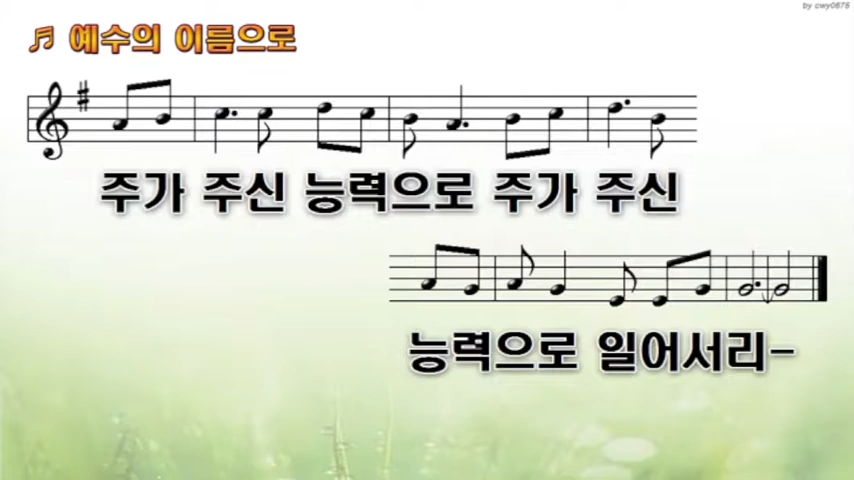 by cwy0675
예수의 이름으로
주가 주신 능력으로 주가 주신
능력으로 일어서리-